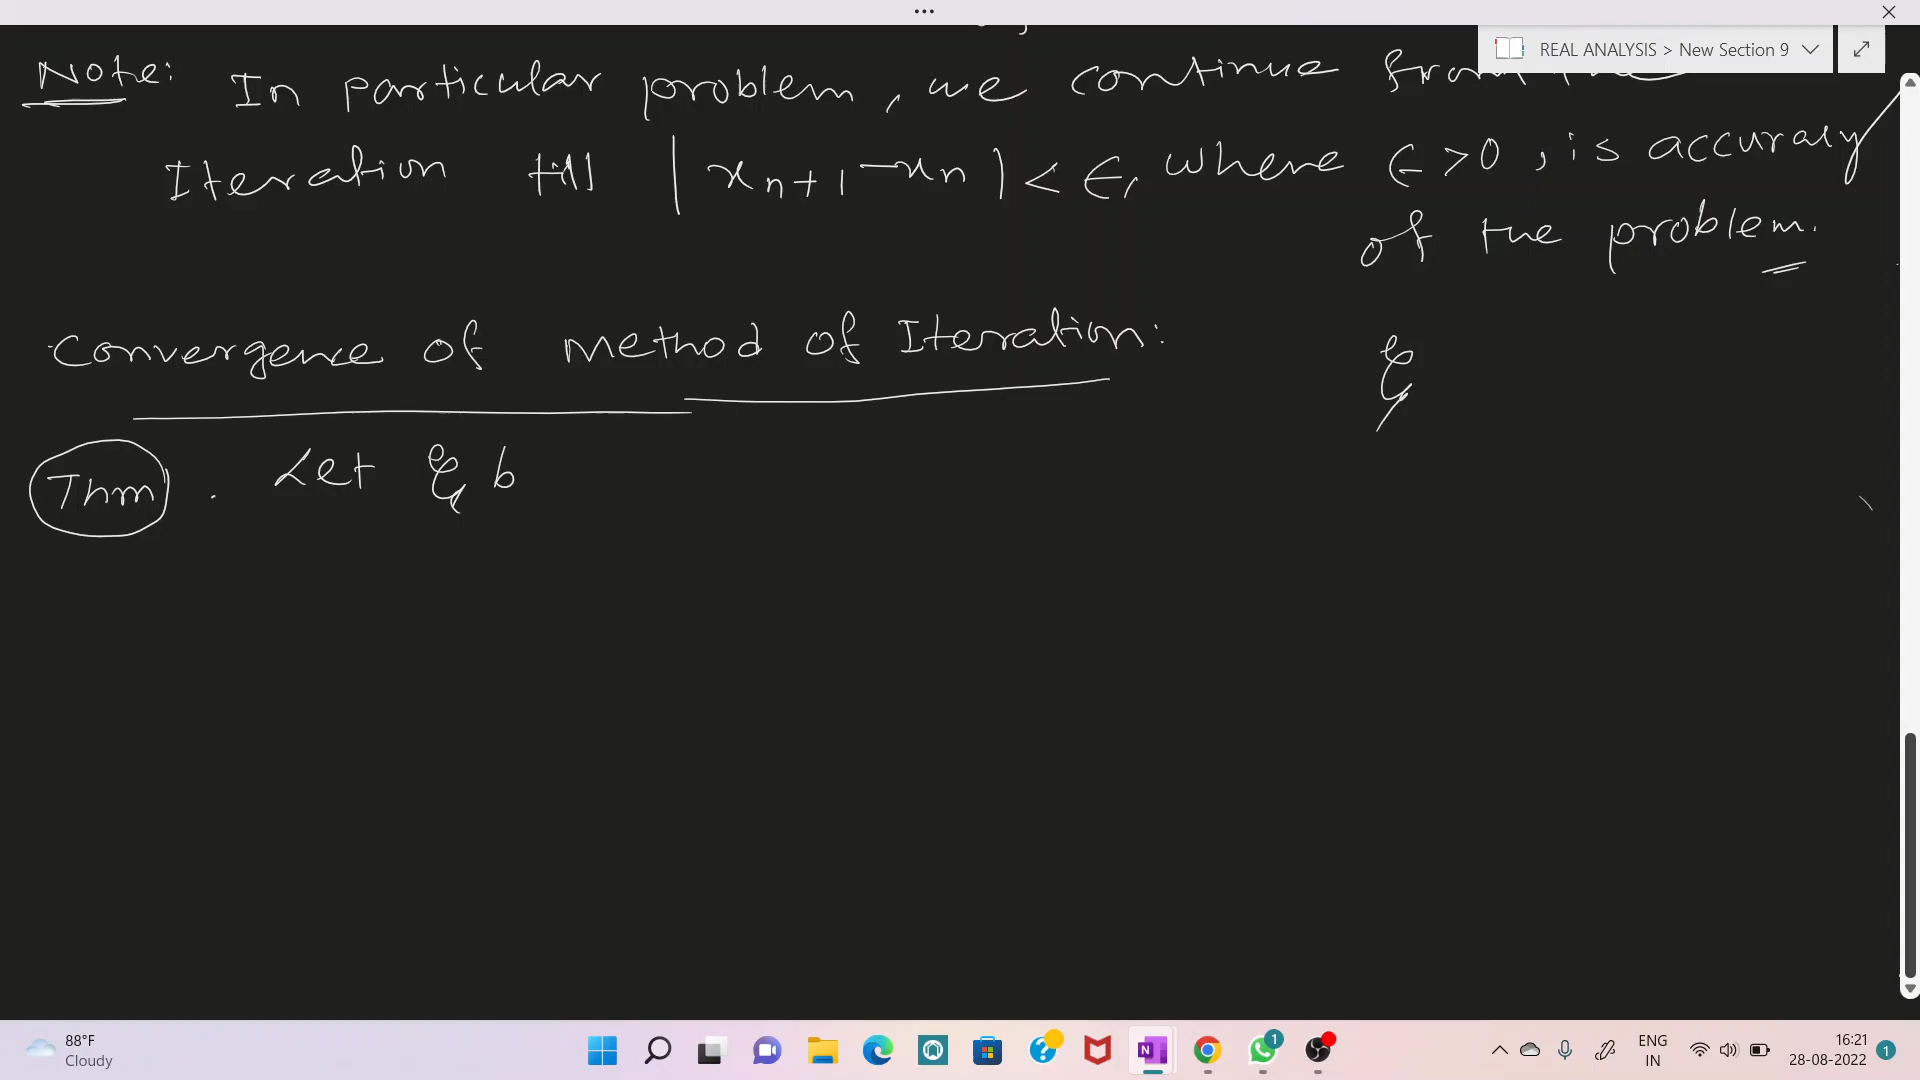 REAL ANALYSIS > New Section 9
Note: In particular problem, we continue from the
Iteration till |xn+1 - xn| < ϵ, where ϵ > 0, is accuracy
of the problem.
Convergence of method of Iteration:
ξ
Thm. Let ξ b
88°F
Cloudy
ENG
IN
16:21
28-08-2022
1
1